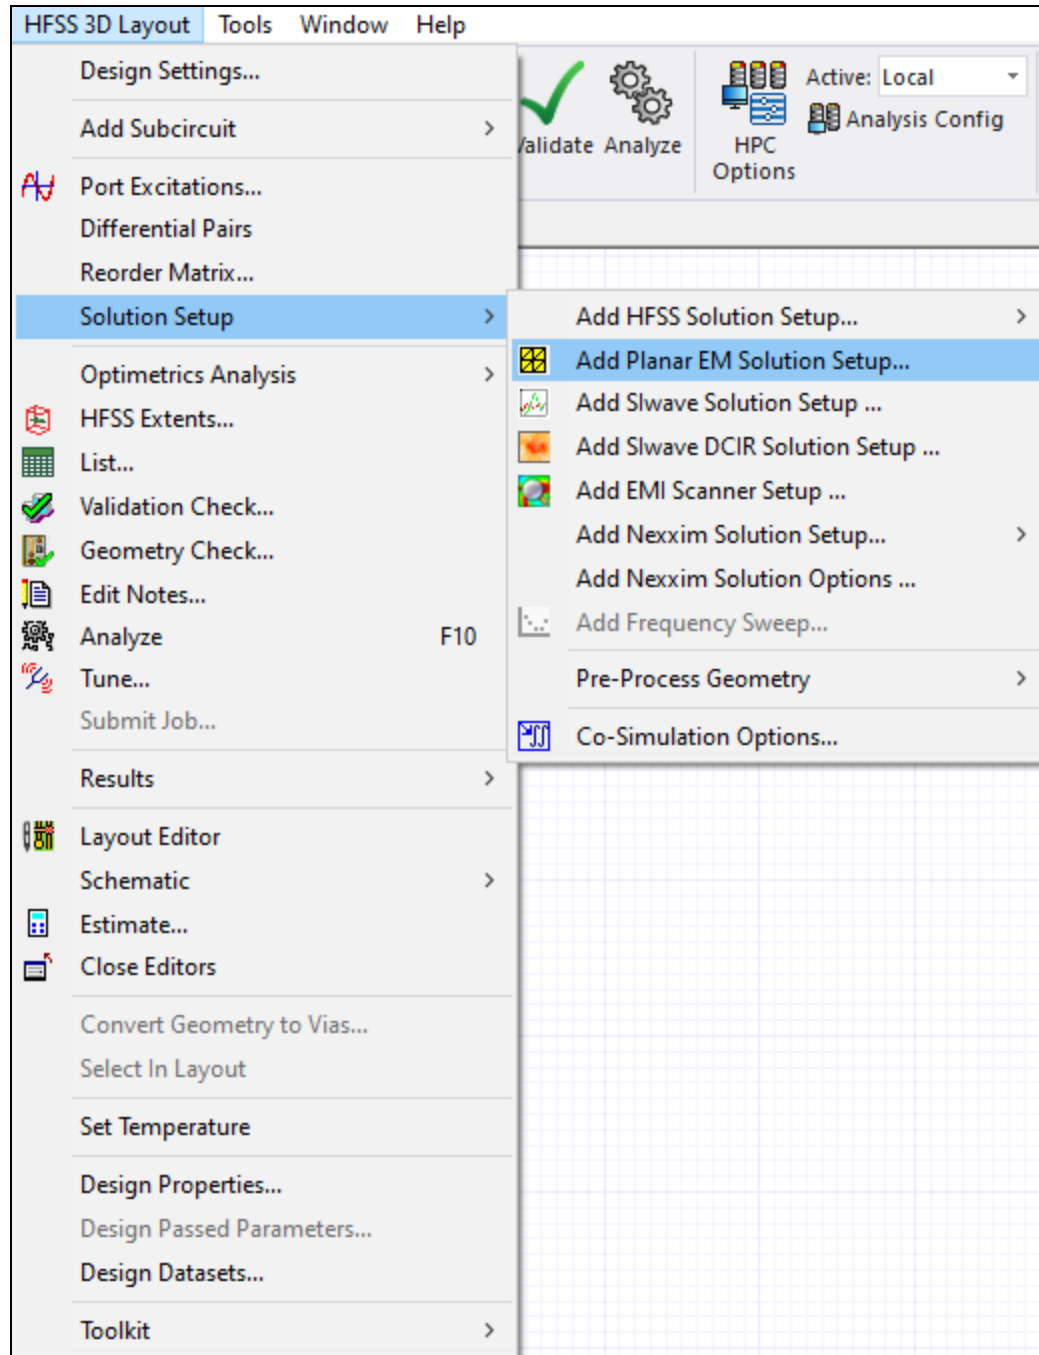 HFSS 3D Layout Tools Window Help
Design Settings...
Add Subcircuit
Port Excitations...
Differential Pairs
Reorder Matrix...
Solution Setup
Optimetrics Analysis
HFSS Extents...
List...
Validation Check...
Geometry Check...
Edit Notes...
Analyze F10
Tune...
Submit Job...
Results
Layout Editor
Schematic
Estimate...
Close Editors
Convert Geometry to Vias...
Select In Layout
Set Temperature
Design Properties...
Design Passed Parameters...
Design Datasets...
Toolkit
Validate Analyze
HPC
Options
Active: Local
Analysis Config
Add HFSS Solution Setup...
Add Planar EM Solution Setup...
Add SIwave Solution Setup ...
Add SIwave DCIR Solution Setup ...
Add EMI Scanner Setup ...
Add Nexxim Solution Setup...
Add Nexxim Solution Options ...
Add Frequency Sweep...
Pre-Process Geometry
Co-Simulation Options...